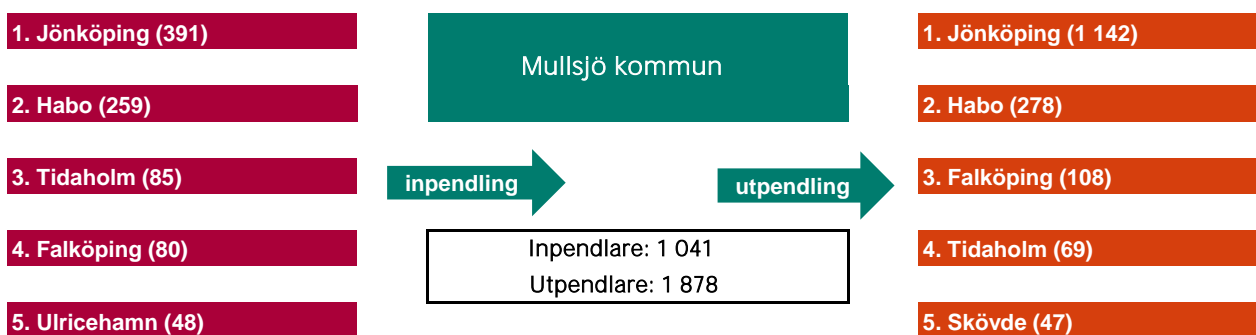 1. Jönköping (391)
2. Habo (259)
3. Tidaholm (85)
4. Falköping (80)
5. Ulricehamn (48)
Mullsjö kommun
inpendling
utpendling
Inpendlare: 1 041
Utpendlare: 1 878
1. Jönköping (1 142)
2. Habo (278)
3. Falköping (108)
4. Tidaholm (69)
5. Skövde (47)